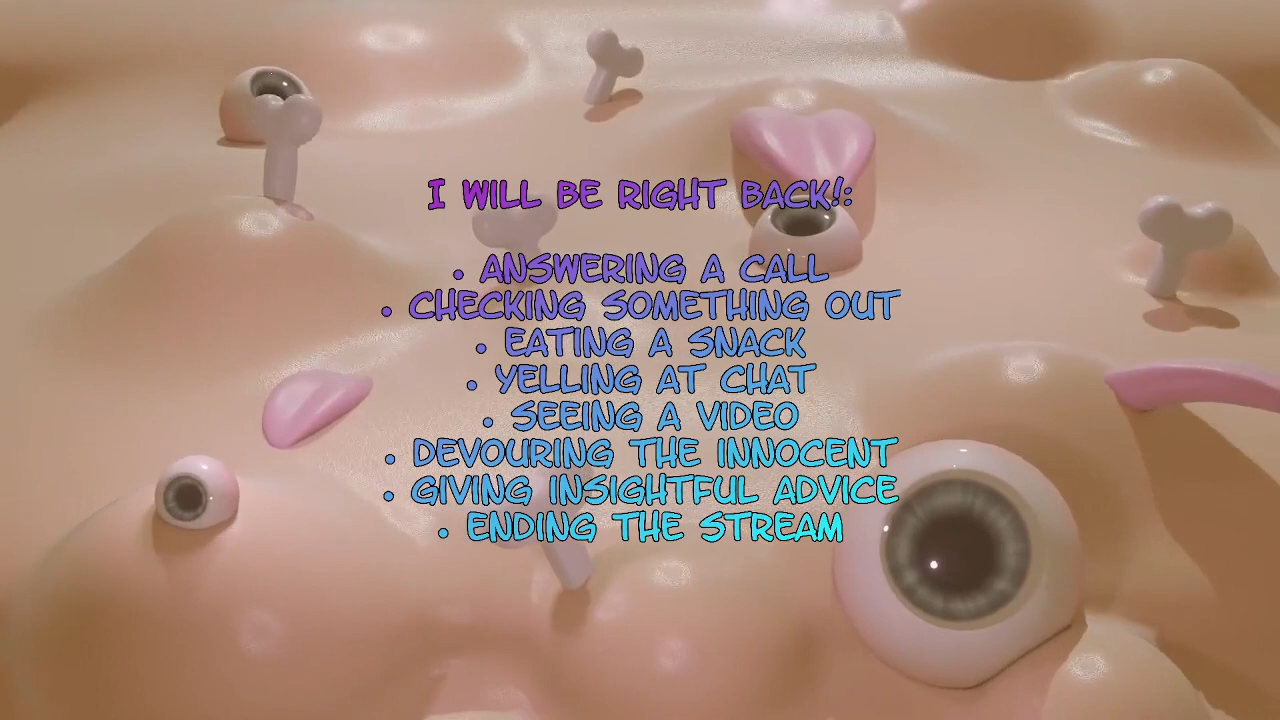 I WILL BE RIGHT BACK!:
• ANSWERING A CALL
• CHECKING SOMETHING OUT
• EATING A SNACK
• YELLING AT CHAT
• SEEING A VIDEO
• DEVOURING THE INNOCENT
• GIVING INSIGHTFUL ADVICE
• ENDING THE STREAM